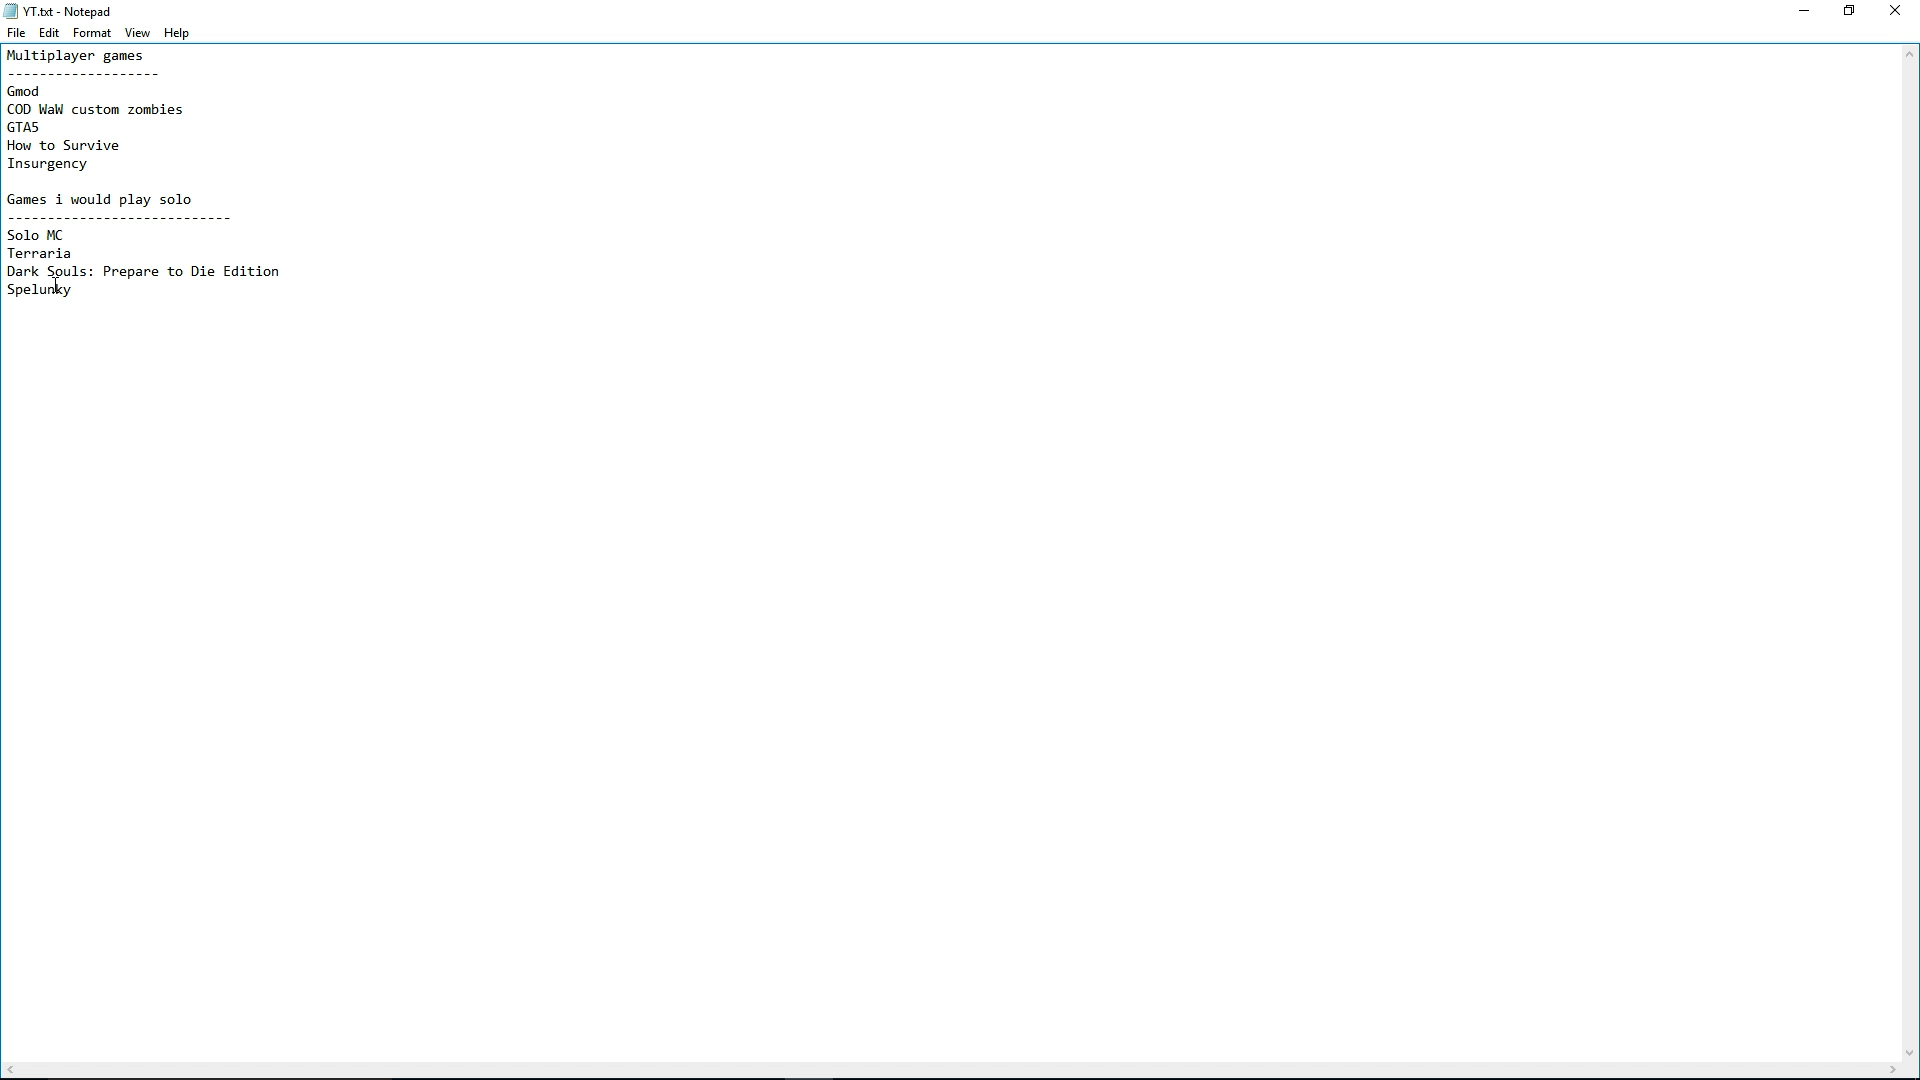 YT.txt - Notepad
File Edit Format View Help
Multiplayer games
-------------------
Gmod
COD WaW custom zombies
GTA5
How to Survive
Insurgency
Games i would play solo
----------------------------
Solo MC
Terraria
Dark Souls: Prepare to Die Edition
Spelunky